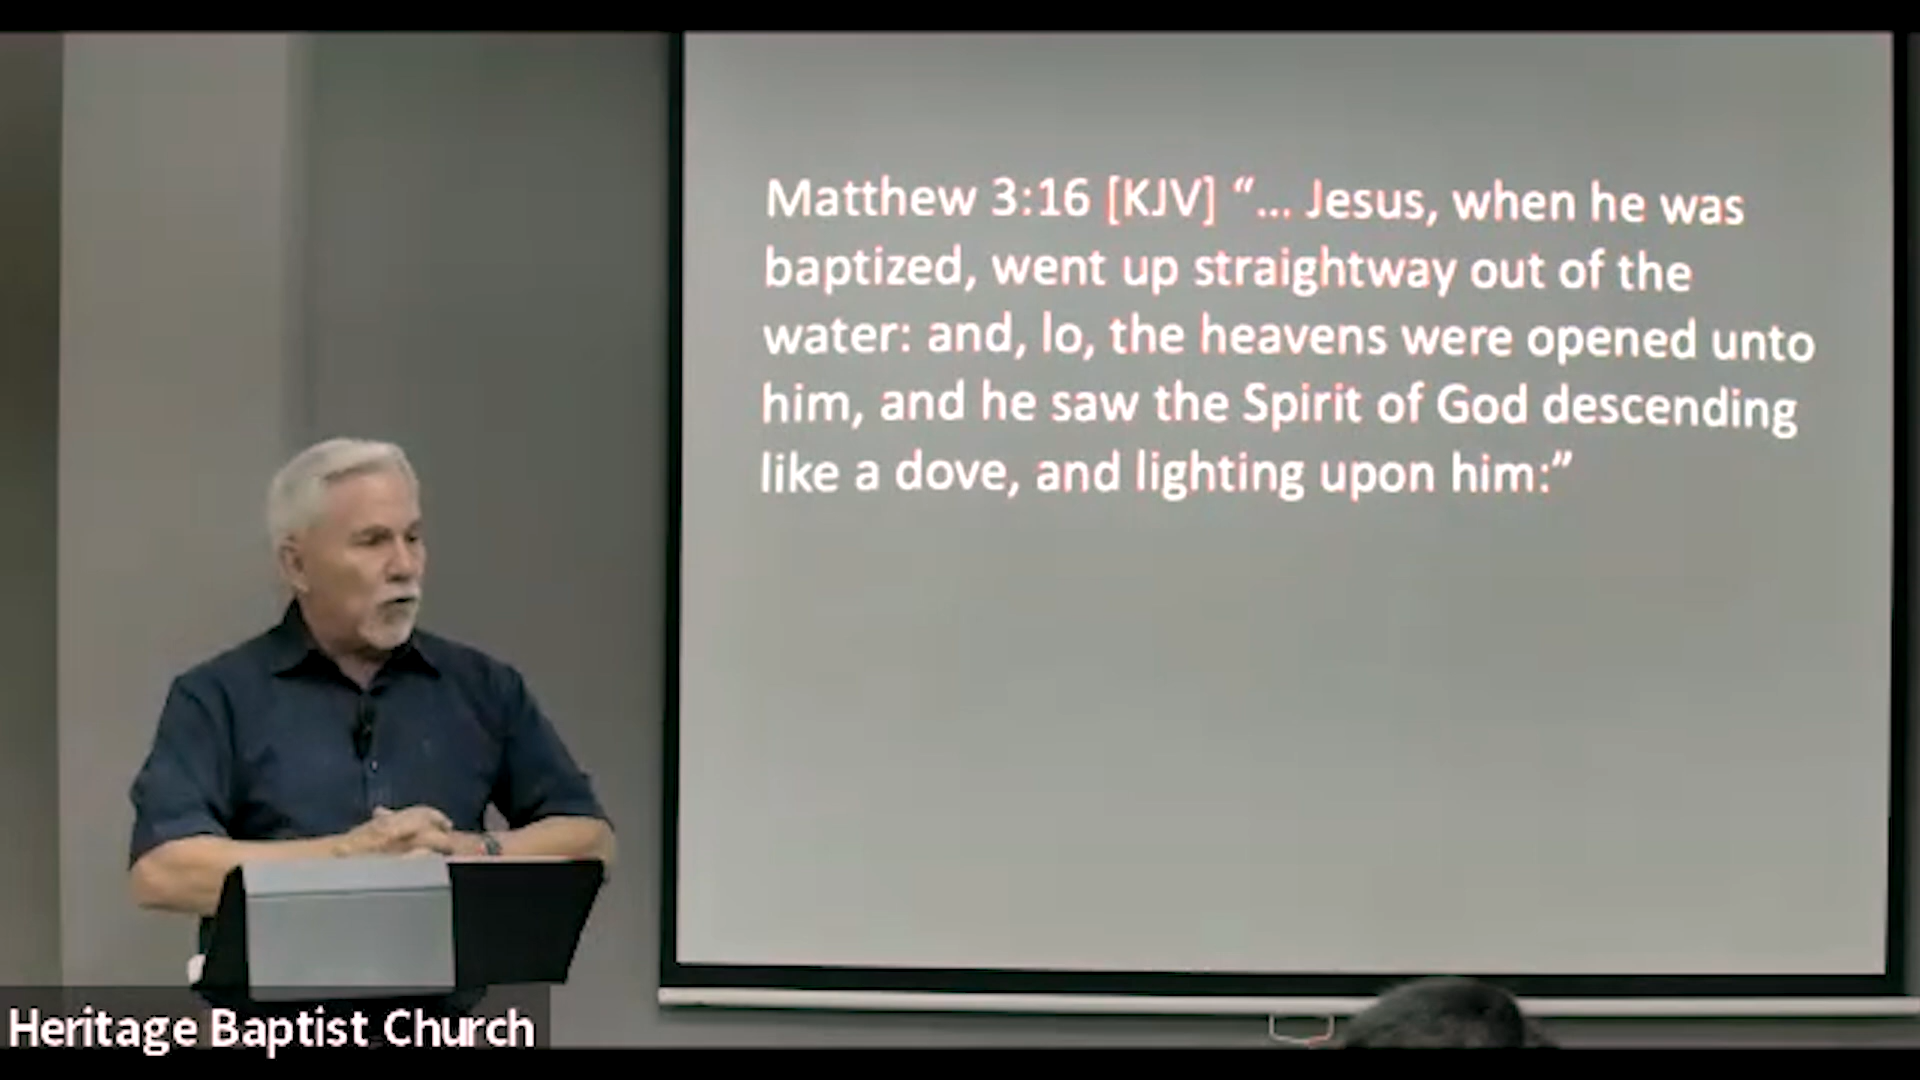 Matthew 3:16 [KJV] “... Jesus, when he was
baptized, went up straightway out of the
water: and, lo, the heavens were opened unto
him, and he saw the Spirit of God descending
like a dove, and lighting upon him:”
Heritage Baptist Church